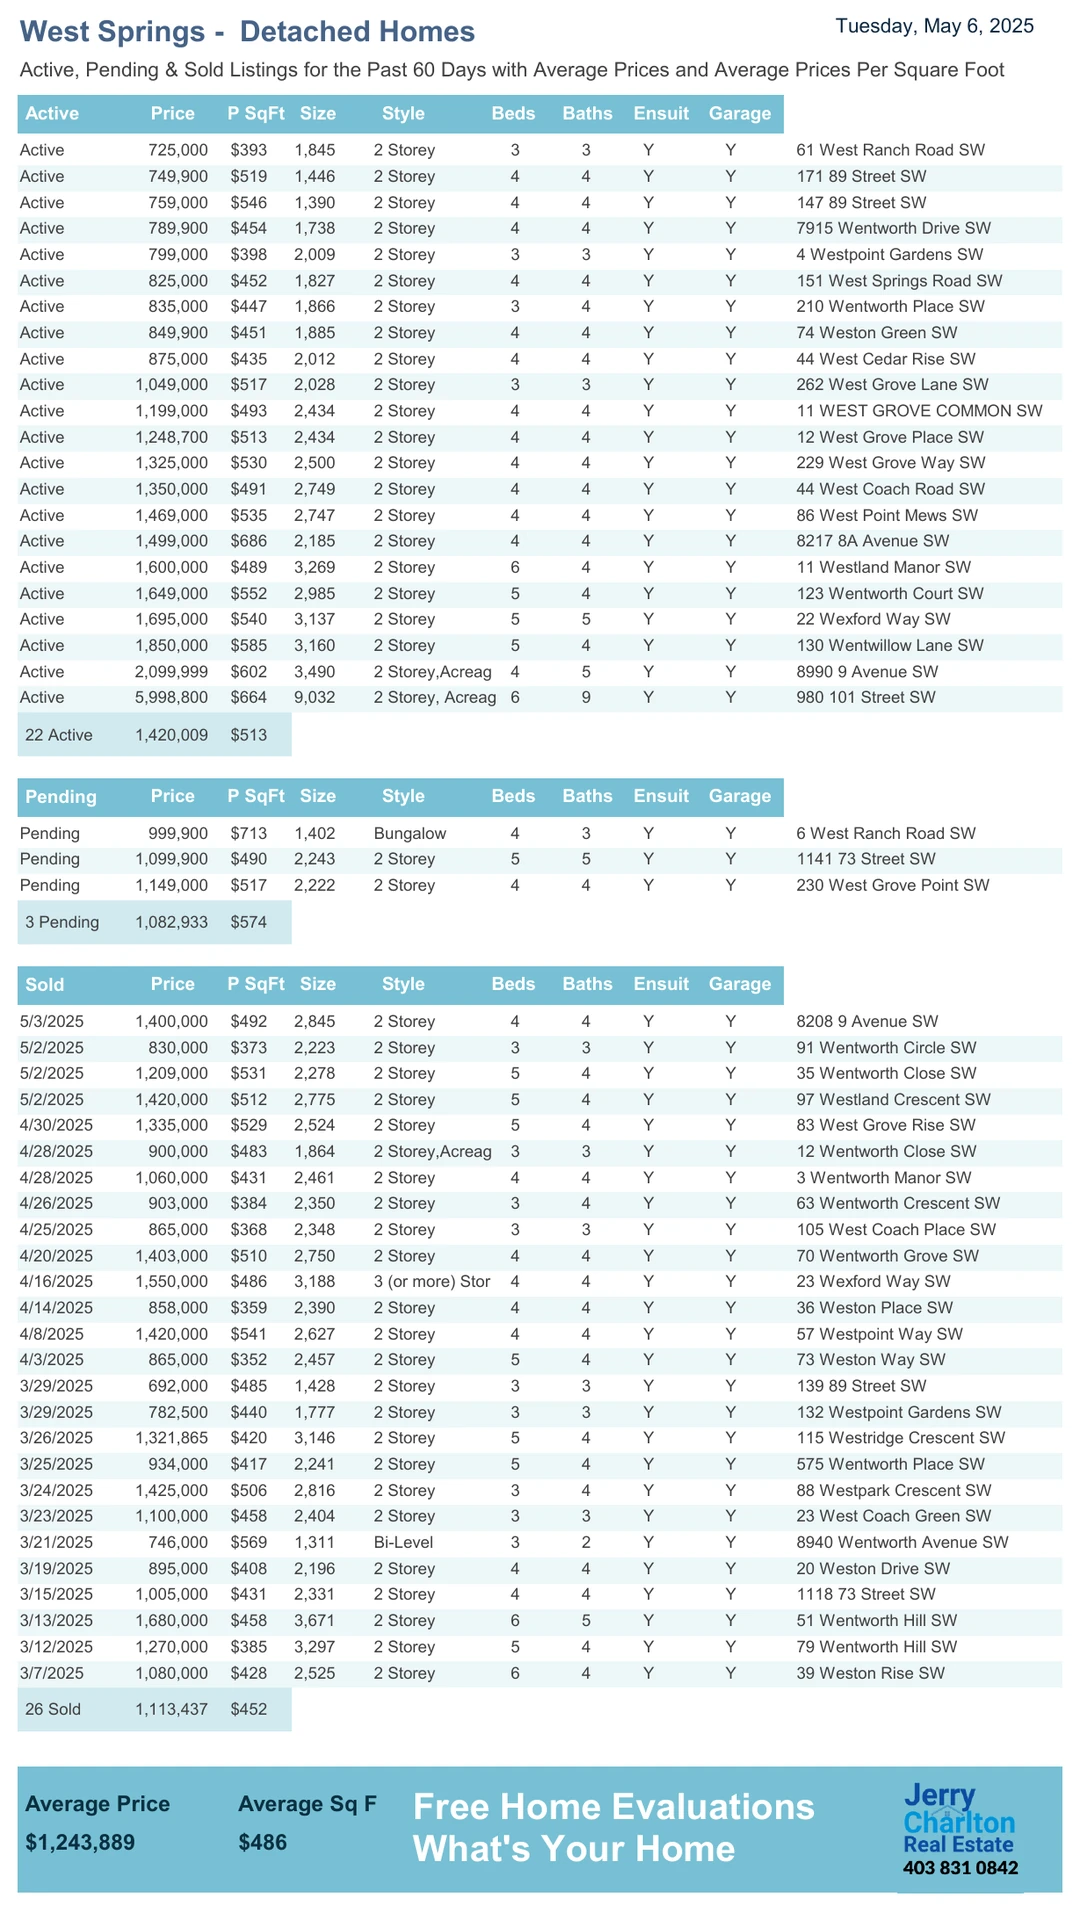 West Springs - Detached Homes
Tuesday, May 6, 2025
Active, Pending & Sold Listings for the Past 60 Days with Average Prices and Average Prices Per Square Foot
Active Price P SqFt Size Style Beds Baths Ensuit Garage
Active 725,000 $393 1,845 2 Storey 3 3 Y Y 61 West Ranch Road SW
Active 749,900 $519 1,446 2 Storey 4 4 Y Y 171 89 Street SW
Active 759,000 $546 1,390 2 Storey 4 4 Y Y 147 89 Street SW
Active 789,900 $454 1,738 2 Storey 4 4 Y Y 7915 Wentworth Drive SW
Active 799,000 $398 2,009 2 Storey 3 3 Y Y 4 Westpoint Gardens SW
Active 825,000 $452 1,827 2 Storey 4 4 Y Y 151 West Springs Road SW
Active 835,000 $447 1,866 2 Storey 3 4 Y Y 210 Wentworth Place SW
Active 849,900 $451 1,885 2 Storey 4 4 Y Y 74 Weston Green SW
Active 875,000 $435 2,012 2 Storey 4 4 Y Y 44 West Cedar Rise SW
Active 1,049,000 $517 2,028 2 Storey 3 3 Y Y 262 West Grove Lane SW
Active 1,199,000 $493 2,434 2 Storey 4 4 Y Y 11 WEST GROVE COMMON SW
Active 1,248,700 $513 2,434 2 Storey 4 4 Y Y 12 West Grove Place SW
Active 1,325,000 $530 2,500 2 Storey 4 4 Y Y 229 West Grove Way SW
Active 1,350,000 $491 2,749 2 Storey 4 4 Y Y 44 West Coach Road SW
Active 1,469,000 $535 2,747 2 Storey 4 4 Y Y 86 West Point Mews SW
Active 1,499,000 $686 2,185 2 Storey 4 4 Y Y 8217 8A Avenue SW
Active 1,600,000 $489 3,269 2 Storey 6 4 Y Y 11 Westland Manor SW
Active 1,649,000 $552 2,985 2 Storey 5 4 Y Y 123 Wentworth Court SW
Active 1,695,000 $540 3,137 2 Storey 5 5 Y Y 22 Wexford Way SW
Active 1,850,000 $585 3,160 2 Storey 5 4 Y Y 130 Wentwillow Lane SW
Active 2,099,999 $602 3,490 2 Storey,Acreag 4 5 Y Y 8990 9 Avenue SW
Active 5,998,800 $664 9,032 2 Storey, Acreag 6 9 Y Y 980 101 Street SW
22 Active 1,420,009 $513
Pending Price P SqFt Size Style Beds Baths Ensuit Garage
Pending 999,900 $713 1,402 Bungalow 4 3 Y Y 6 West Ranch Road SW
Pending 1,099,900 $490 2,243 2 Storey 5 5 Y Y 1141 73 Street SW
Pending 1,149,000 $517 2,222 2 Storey 4 4 Y Y 230 West Grove Point SW
3 Pending 1,082,933 $574
Sold Price P SqFt Size Style Beds Baths Ensuit Garage
5/3/2025 1,400,000 $492 2,845 2 Storey 4 4 Y Y 8208 9 Avenue SW
5/2/2025 830,000 $373 2,223 2 Storey 3 3 Y Y 91 Wentworth Circle SW
5/2/2025 1,209,000 $531 2,278 2 Storey 5 4 Y Y 35 Wentworth Close SW
5/2/2025 1,420,000 $512 2,775 2 Storey 5 4 Y Y 97 Westland Crescent SW
4/30/2025 1,335,000 $529 2,524 2 Storey 5 4 Y Y 83 West Grove Rise SW
4/28/2025 900,000 $483 1,864 2 Storey,Acreag 3 3 Y Y 12 Wentworth Close SW
4/28/2025 1,060,000 $431 2,461 2 Storey 4 4 Y Y 3 Wentworth Manor SW
4/26/2025 903,000 $384 2,350 2 Storey 3 4 Y Y 63 Wentworth Crescent SW
4/25/2025 865,000 $368 2,348 2 Storey 3 3 Y Y 105 West Coach Place SW
4/20/2025 1,403,000 $510 2,750 2 Storey 4 4 Y Y 70 Wentworth Grove SW
4/16/2025 1,550,000 $486 3,188 3 (or more) Stor 4 4 Y Y 23 Wexford Way SW
4/14/2025 858,000 $359 2,390 2 Storey 4 4 Y Y 36 Weston Place SW
4/8/2025 1,420,000 $541 2,627 2 Storey 4 4 Y Y 57 Westpoint Way SW
4/3/2025 865,000 $352 2,457 2 Storey 5 4 Y Y 73 Weston Way SW
3/29/2025 692,000 $485 1,428 2 Storey 3 3 Y Y 139 89 Street SW
3/29/2025 782,500 $440 1,777 2 Storey 3 3 Y Y 132 Westpoint Gardens SW
3/26/2025 1,321,865 $420 3,146 2 Storey 5 4 Y Y 115 Westridge Crescent SW
3/25/2025 934,000 $417 2,241 2 Storey 5 4 Y Y 575 Wentworth Place SW
3/24/2025 1,425,000 $506 2,816 2 Storey 3 4 Y Y 88 Westpark Crescent SW
3/23/2025 1,100,000 $458 2,404 2 Storey 3 3 Y Y 23 West Coach Green SW
3/21/2025 746,000 $569 1,311 Bi-Level 3 2 Y Y 8940 Wentworth Avenue SW
3/19/2025 895,000 $408 2,196 2 Storey 4 4 Y Y 20 Weston Drive SW
3/15/2025 1,005,000 $431 2,331 2 Storey 4 4 Y Y 1118 73 Street SW
3/13/2025 1,680,000 $458 3,671 2 Storey 6 5 Y Y 51 Wentworth Hill SW
3/12/2025 1,270,000 $385 3,297 2 Storey 5 4 Y Y 79 Wentworth Hill SW
3/7/2025 1,080,000 $428 2,525 2 Storey 6 4 Y Y 39 Weston Rise SW
26 Sold 1,113,437 $452
Average Price Average Sq F
$1,243,889 $486
Free Home Evaluations
What's Your Home
Jerry
Charlton
Real Estate
403 831 0842